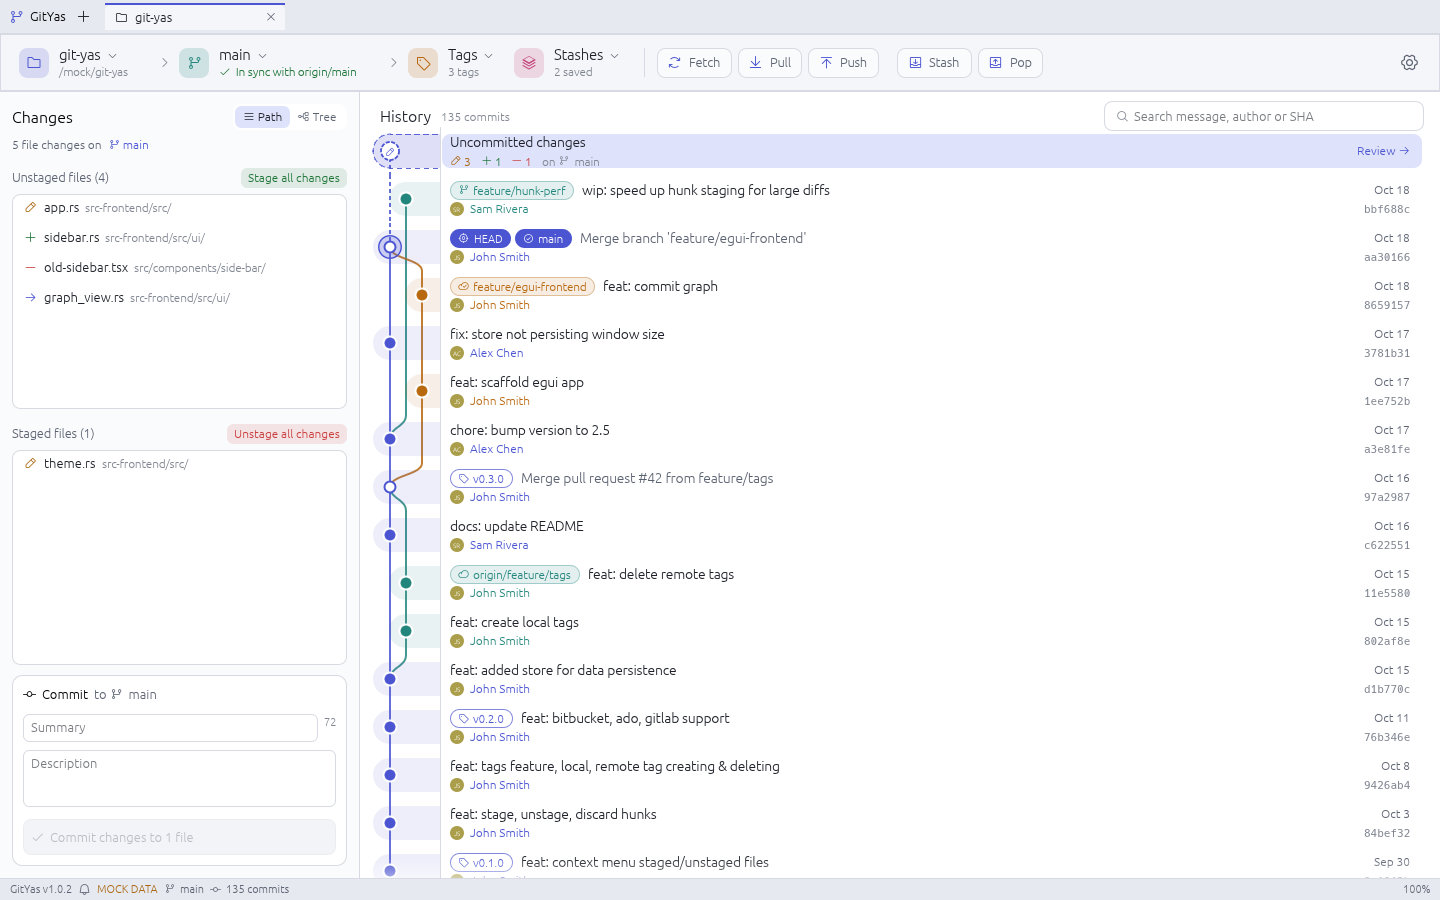 GitYas
git-yas
git-yas
/mock/git-yas
main
In sync with origin/main
Tags
3 tags
Stashes
2 saved
Fetch
Pull
Push
Stash
Pop
Changes
Path
Tree
5 file changes on main
Unstaged files (4)
Stage all changes
app.rs src-frontend/src/
sidebar.rs src-frontend/src/ui/
old-sidebar.tsx src/components/side-bar/
graph_view.rs src-frontend/src/ui/
Staged files (1)
Unstage all changes
theme.rs src-frontend/src/
Commit to main
Summary
72
Description
Commit changes to 1 file
History 135 commits
Search message, author or SHA
Uncommitted changes
3 1 1 on main
Review
feature/hunk-perf wip: speed up hunk staging for large diffs Oct 18
SR Sam Rivera bbf688c
HEAD main Merge branch 'feature/egui-frontend' Oct 18
JS John Smith aa30166
feature/egui-frontend feat: commit graph Oct 18
JS John Smith 8659157
fix: store not persisting window size Oct 17
AC Alex Chen 3781b31
feat: scaffold egui app Oct 17
JS John Smith 1ee752b
chore: bump version to 2.5 Oct 17
AC Alex Chen a3e81fe
v0.3.0 Merge pull request #42 from feature/tags Oct 16
JS John Smith 97a2987
docs: update README Oct 16
SR Sam Rivera c622551
origin/feature/tags feat: delete remote tags Oct 15
JS John Smith 11e5580
feat: create local tags Oct 15
JS John Smith 802af8e
feat: added store for data persistence Oct 15
JS John Smith d1b770c
v0.2.0 feat: bitbucket, ado, gitlab support Oct 11
JS John Smith 76b346e
feat: tags feature, local, remote tag creating & deleting Oct 8
JS John Smith 9426ab4
feat: stage, unstage, discard hunks Oct 3
JS John Smith 84bef32
v0.1.0 feat: context menu staged/unstaged files Sep 30
GitYas v1.0.2 MOCK DATA main 135 commits
100%